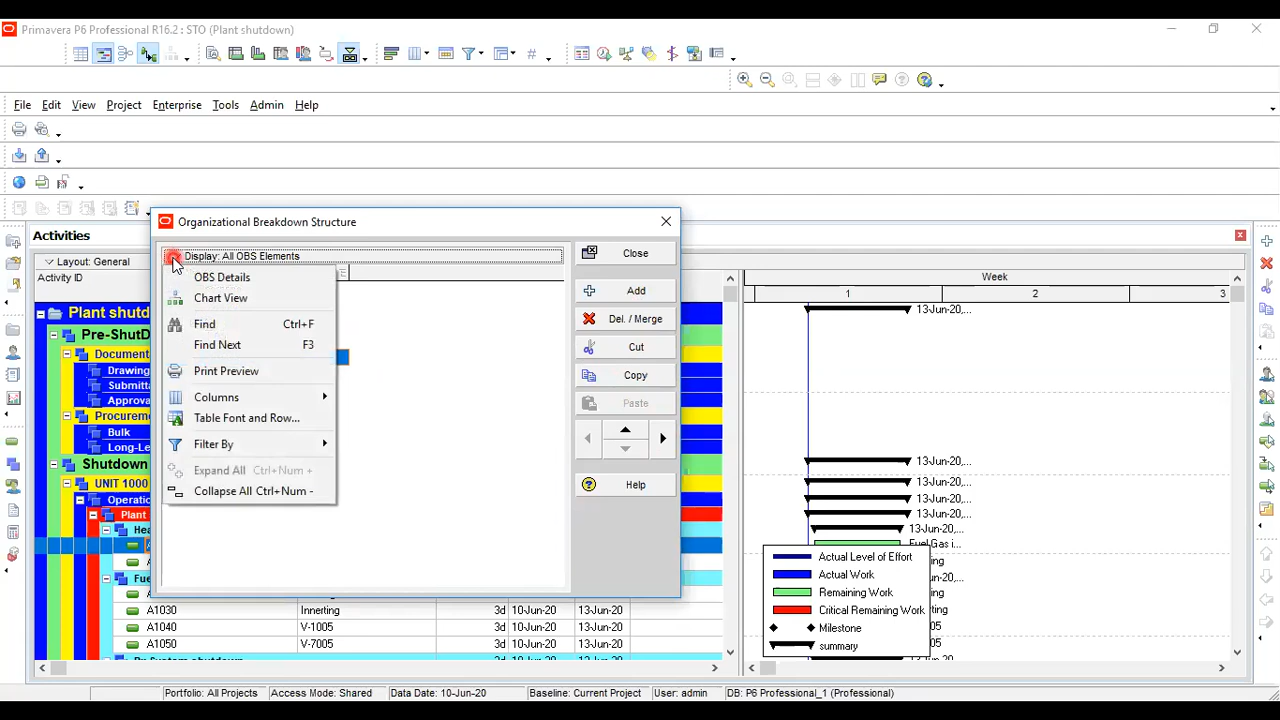 Primavera P6 Professional R16.2 : STO (Plant shutdown)
File Edit View Project Enterprise Tools Admin Help
Activities
Layout: General
Activity ID
Organizational Breakdown Structure
Display: All OBS Elements
OBS Details
Chart View
Find Ctrl+F
Find Next F3
Print Preview
Columns
Table Font and Row...
Filter By
Expand All Ctrl+Num +
Collapse All Ctrl+Num -
Close
Add
Del. / Merge
Cut
Copy
Paste
Help
Plant shutd
Pre-ShutD
Documenta
Drawing
Submitta
Approva
Procurem
Bulk
Long-Le
Shutdown
UNIT 1000
Operatio
Plant
Hea
Fue
A1030 Innerting 3d 10-Jun-20 13-Jun-20
A1040 V-1005 3d 10-Jun-20 13-Jun-20
A1050 V-7005 3d 10-Jun-20 13-Jun-20
Week
1 2 3
13-Jun-20,...
13-Jun-20,...
13-Jun-20,...
13-Jun-20,...
13-Jun-20,...
13-Jun-20,...
Fuel Gas i...
Actual Level of Effort
Actual Work
Remaining Work
Critical Remaining Work
Milestone
summary
Portfolio: All Projects Access Mode: Shared Data Date: 10-Jun-20 Baseline: Current Project User: admin DB: P6 Professional_1 (Professional)